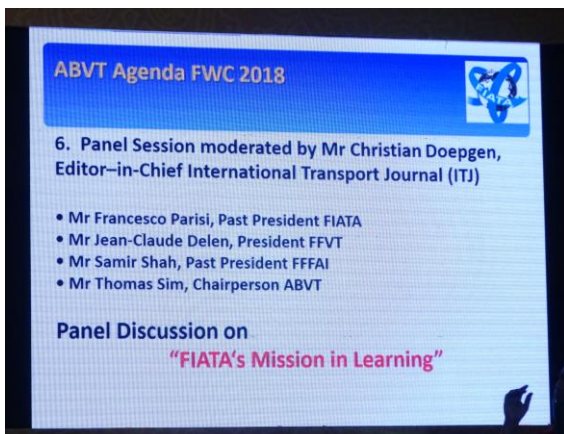 ABVT Agenda FWC 2018
FIATA
6. Panel Session moderated by Mr Christian Doepgen,
Editor–in-Chief International Transport Journal (ITJ)
• Mr Francesco Parisi, Past President FIATA
• Mr Jean-Claude Delen, President FFVT
• Mr Samir Shah, Past President FFFAI
• Mr Thomas Sim, Chairperson ABVT
Panel Discussion on
“FIATA‘s Mission in Learning”